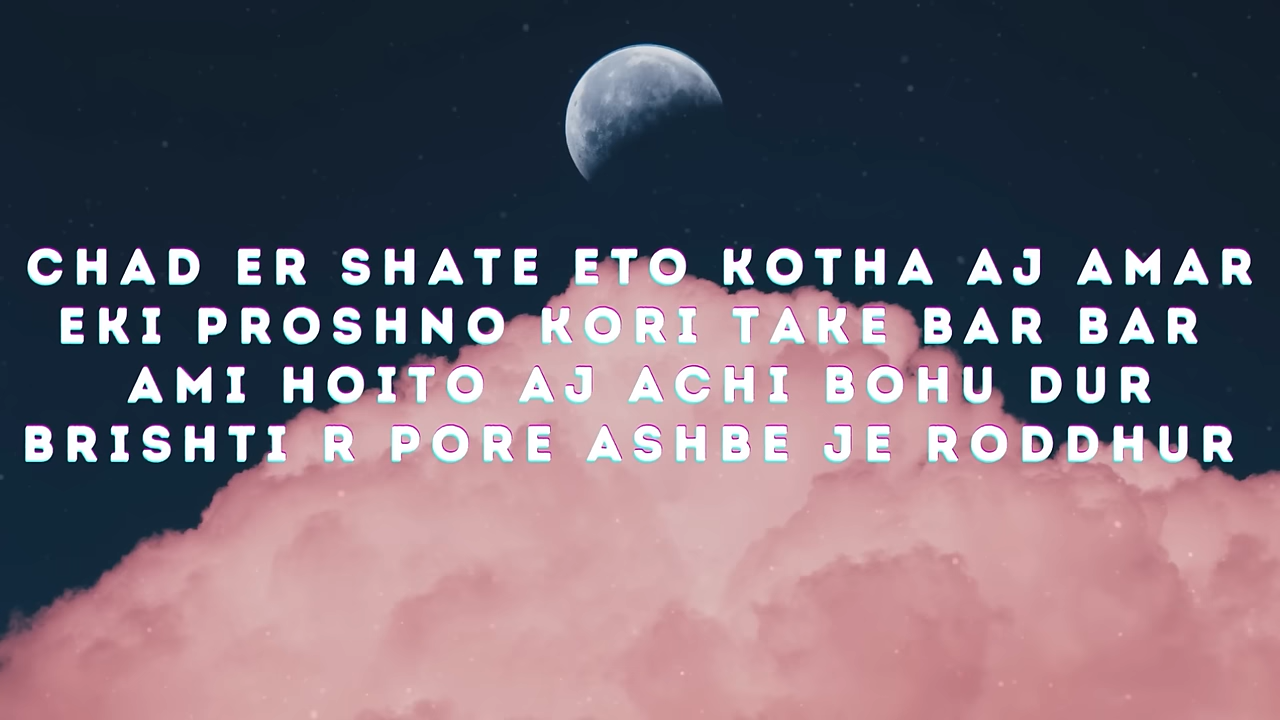 CHAD ER SHATE ETO KOTHA AJ AMAR
EKI PROSHNO KORI TAKE BAR BAR
AMI HOITO AJ ACHI BOHU DUR
BRISHTI R PORE ASHBE JE RODDHUR